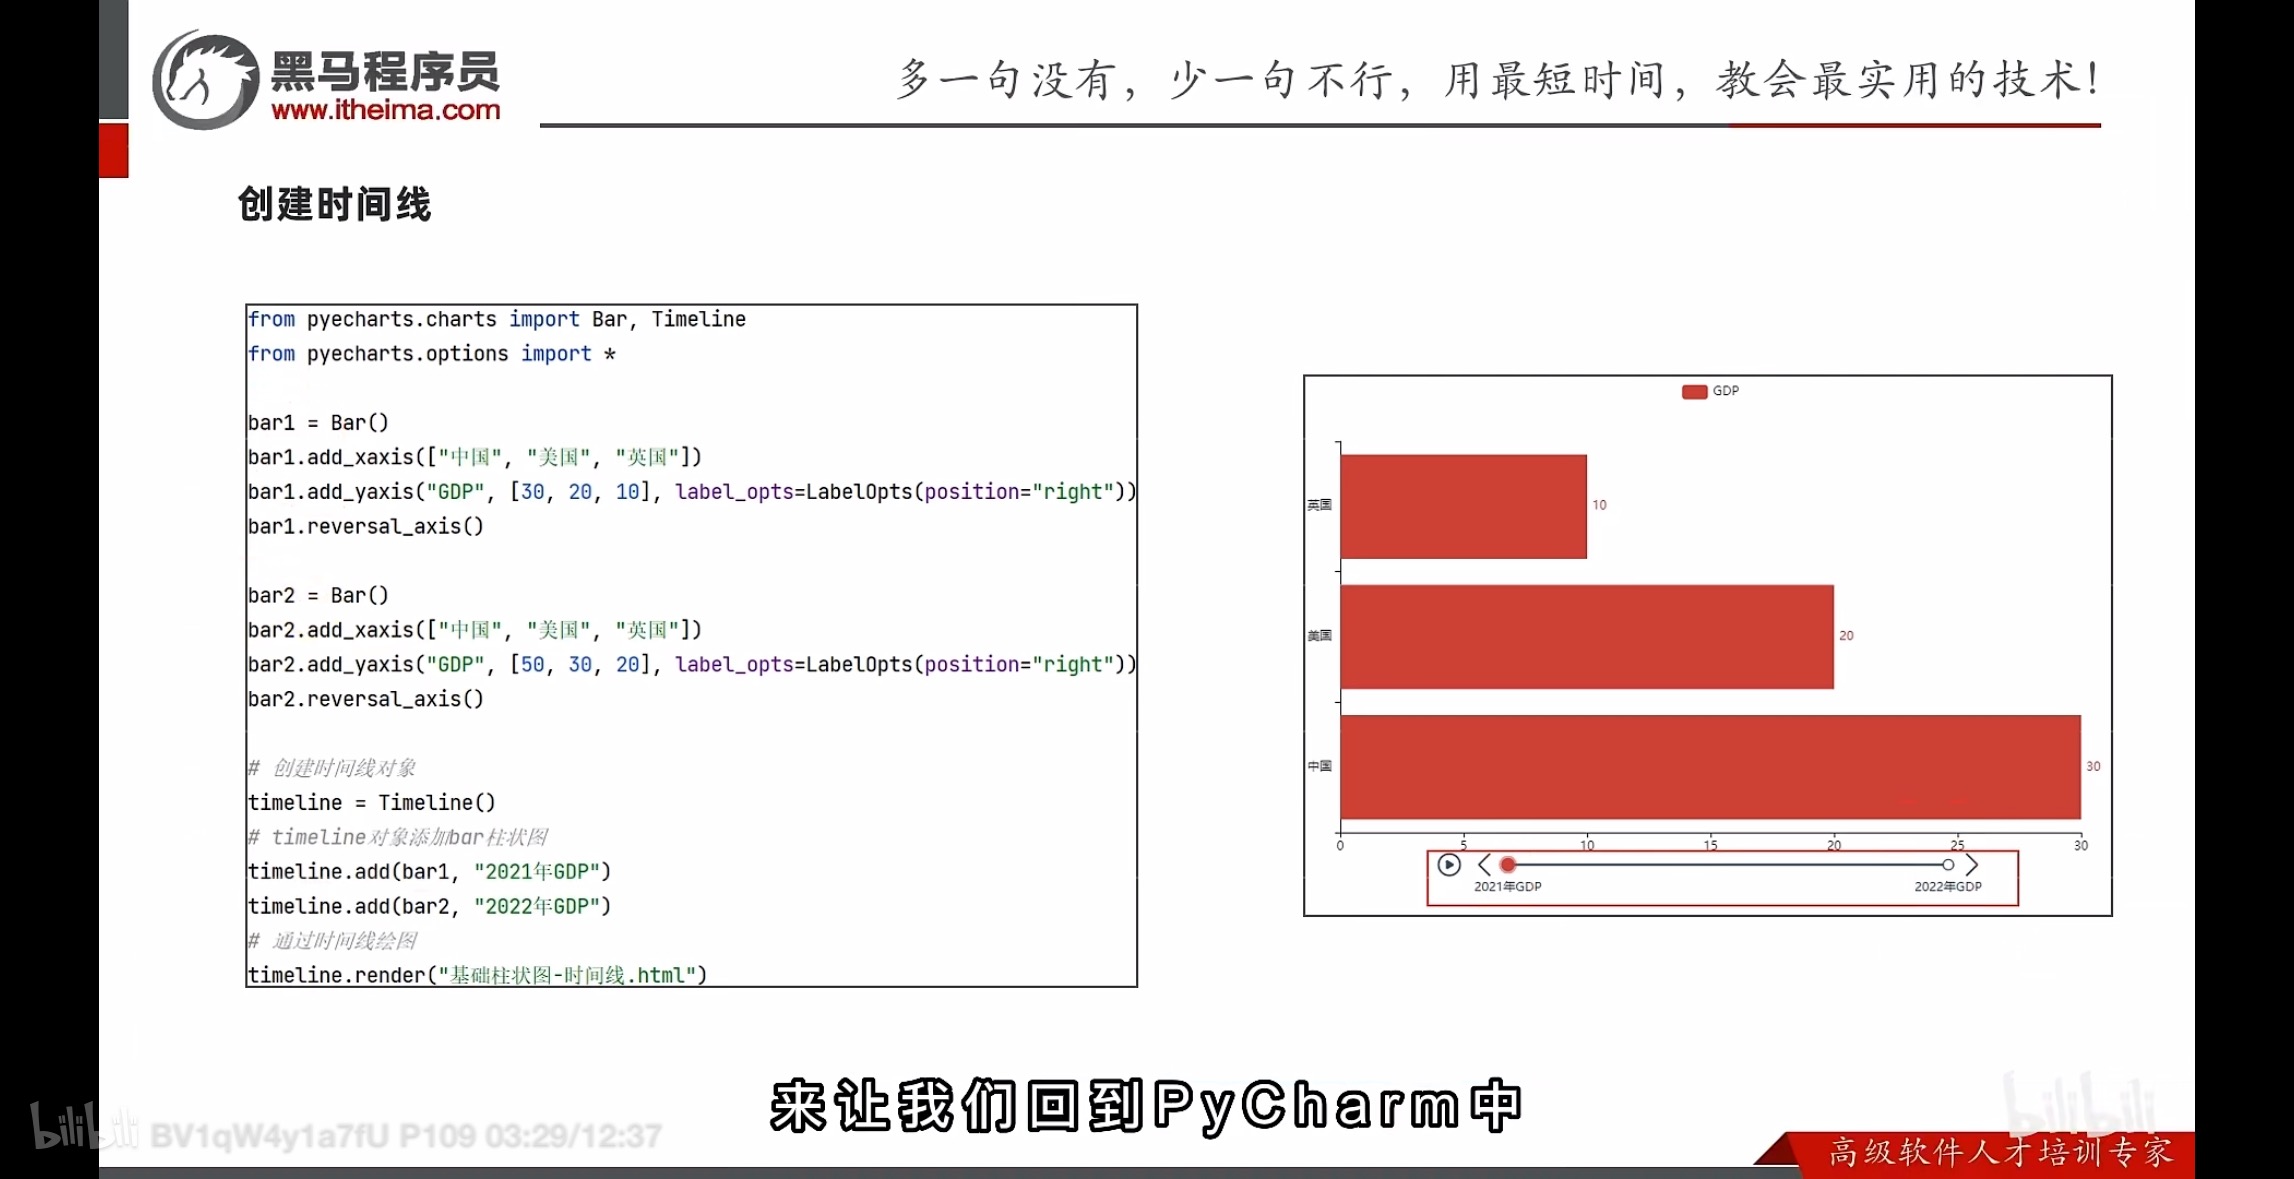 黑马程序员
www.itheima.com
多一句没有，少一句不行，用最短时间，教会最实用的技术！
创建时间线
from pyecharts.charts import Bar, Timeline
from pyecharts.options import *
bar1 = Bar()
bar1.add_xaxis(["中国", "美国", "英国"])
bar1.add_yaxis("GDP", [30, 20, 10], label_opts=LabelOpts(position="right"))
bar1.reversal_axis()
bar2 = Bar()
bar2.add_xaxis(["中国", "美国", "英国"])
bar2.add_yaxis("GDP", [50, 30, 20], label_opts=LabelOpts(position="right"))
bar2.reversal_axis()
# 创建时间线对象
timeline = Timeline()
# timeline对象添加bar柱状图
timeline.add(bar1, "2021年GDP")
timeline.add(bar2, "2022年GDP")
# 通过时间线绘图
timeline.render("基础柱状图-时间线.html")
GDP
英国
10
美国
20
中国
30
0 5 10 15 20 25 30
2021年GDP 2022年GDP
来让我们回到PyCharm中
bilibili BV1qW4y1a7fU P109 03:29/12:37
bilibili
高级软件人才培训专家